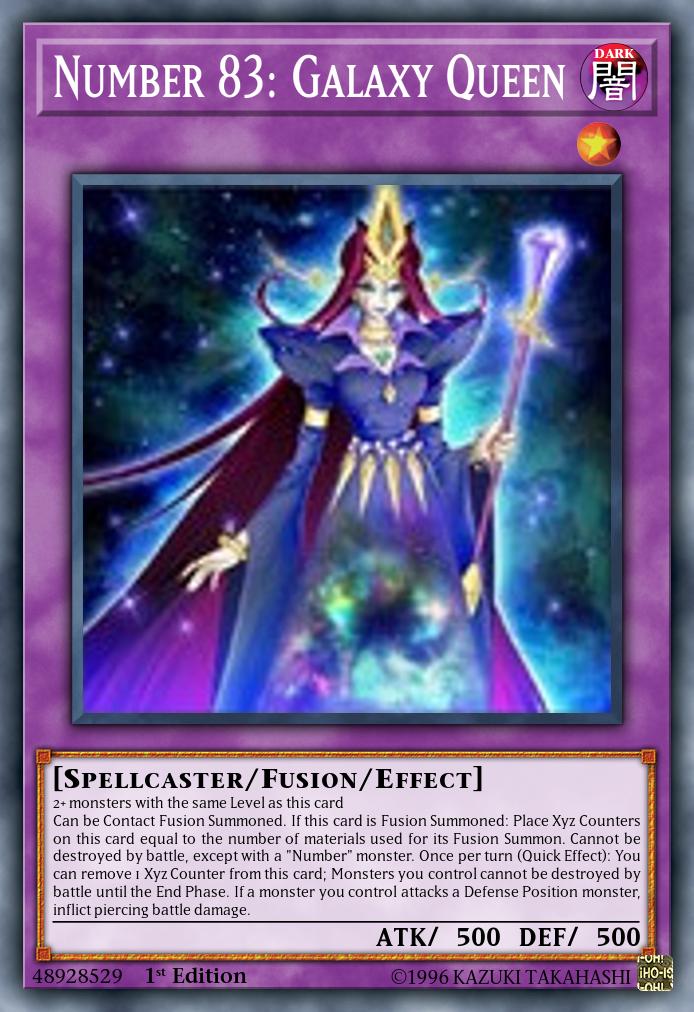 NUMBER 83: GALAXY QUEEN
DARK
闇
[SPELLCASTER/FUSION/EFFECT]
2+ monsters with the same Level as this card
Can be Contact Fusion Summoned. If this card is Fusion Summoned: Place Xyz Counters
on this card equal to the number of materials used for its Fusion Summon. Cannot be
destroyed by battle, except with a "Number" monster. Once per turn (Quick Effect): You
can remove 1 Xyz Counter from this card; Monsters you control cannot be destroyed by
battle until the End Phase. If a monster you control attacks a Defense Position monster,
inflict piercing battle damage.
ATK/ 500 DEF/ 500
48928529 1st Edition ©1996 KAZUKI TAKAHASHI